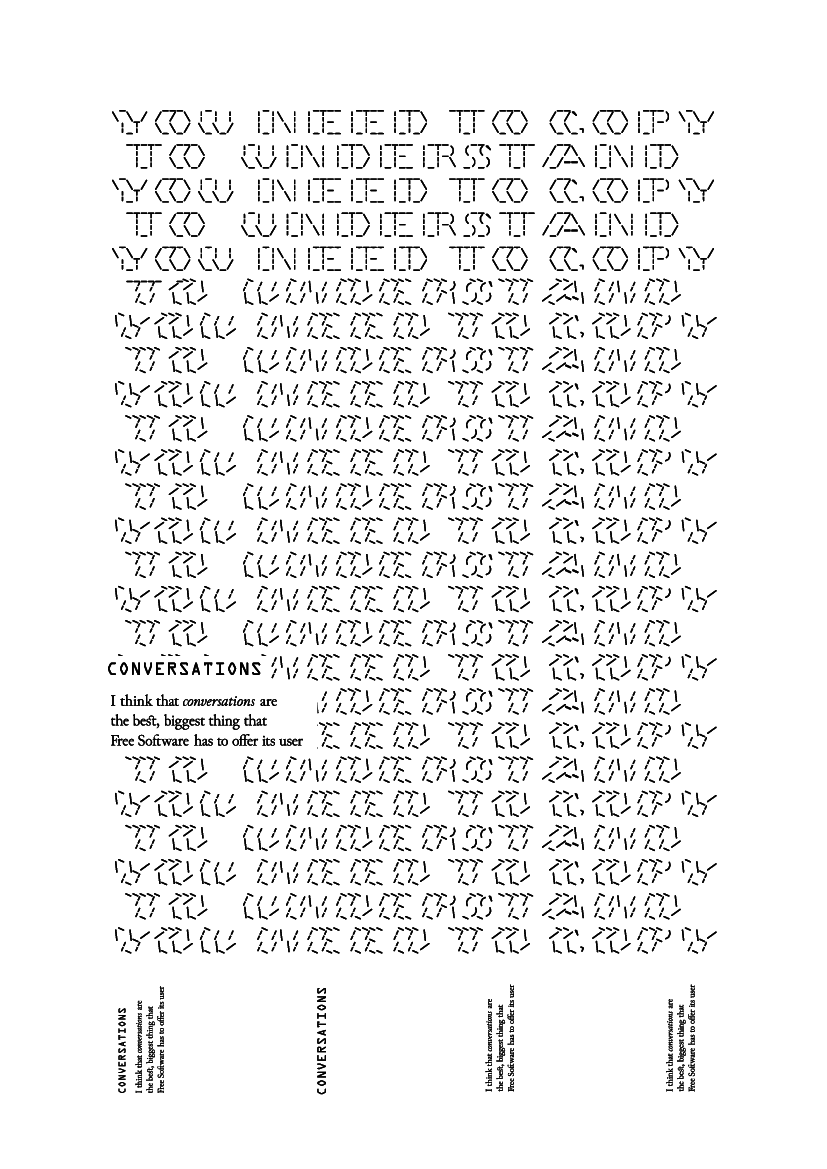 YOU NEED TO COPY
TO UNDERSTAND
YOU NEED TO COPY
TO UNDERSTAND
YOU NEED TO COPY
TO UNDERSTAND
YOU NEED TO COPY
TO UNDERSTAND
YOU NEED TO COPY
TO UNDERSTAND
YOU NEED TO COPY
TO UNDERSTAND
YOU NEED TO COPY
TO UNDERSTAND
YOU NEED TO COPY
TO UNDERSTAND
CONVERSATIONS NEED TO COPY
I think that conversations are DERSTAND
the best, biggest thing that
Free Software has to offer its user EED TO COPY
TO UNDERSTAND
YOU NEED TO COPY
TO UNDERSTAND
YOU NEED TO COPY
TO UNDERSTAND
YOU NEED TO COPY
CONVERSATIONS
I think that conversations are
the best, biggest thing that
Free Software has to offer its user
CONVERSATIONS
I think that conversations are
the best, biggest thing that
Free Software has to offer its user
I think that conversations are
the best, biggest thing that
Free Software has to offer its user